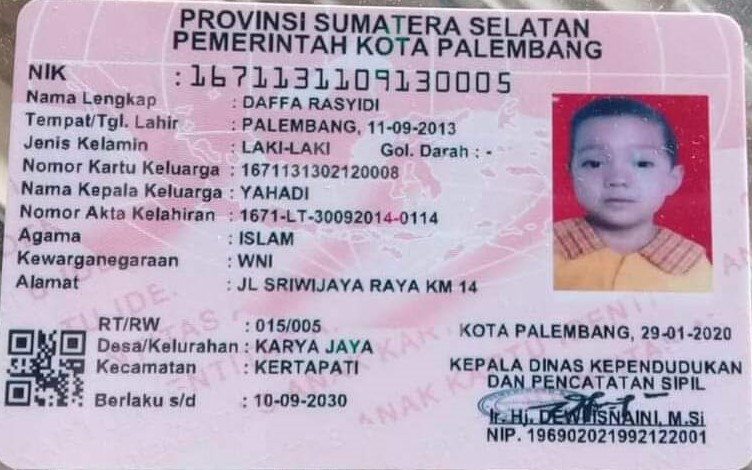 PROVINSI SUMATERA SELATAN
PEMERINTAH KOTA PALEMBANG
NIK : 1671131109130005
Nama Lengkap : DAFFA RASYIDI
Tempat/Tgl. Lahir : PALEMBANG, 11-09-2013
Jenis Kelamin : LAKI-LAKI Gol. Darah : -
Nomor Kartu Keluarga : 1671131302120008
Nama Kepala Keluarga : YAHADI
Nomor Akta Kelahiran : 1671-LT-30092014-0114
Agama : ISLAM
Kewarganegaraan : WNI
Alamat : JL SRIWIJAYA RAYA KM 14
RT/RW : 015/005
Desa/Kelurahan : KARYA JAYA
Kecamatan : KERTAPATI
Berlaku s/d : 10-09-2030
KOTA PALEMBANG, 29-01-2020
KEPALA DINAS KEPENDUDUKAN
DAN PENCATATAN SIPIL
Ir. Hj. DEWI ISNAINI, M.Si
NIP. 196902021992122001